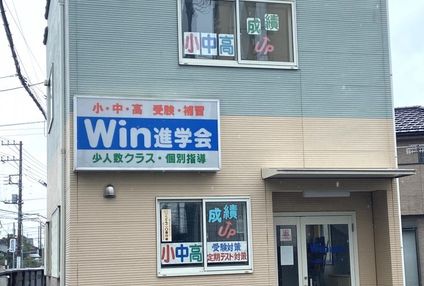 小中高
成績
UP
小・中・高 受験・補習
Win進学会
少人数クラス・個別指導
小中高
成績
UP
受験対策
定期テスト対策